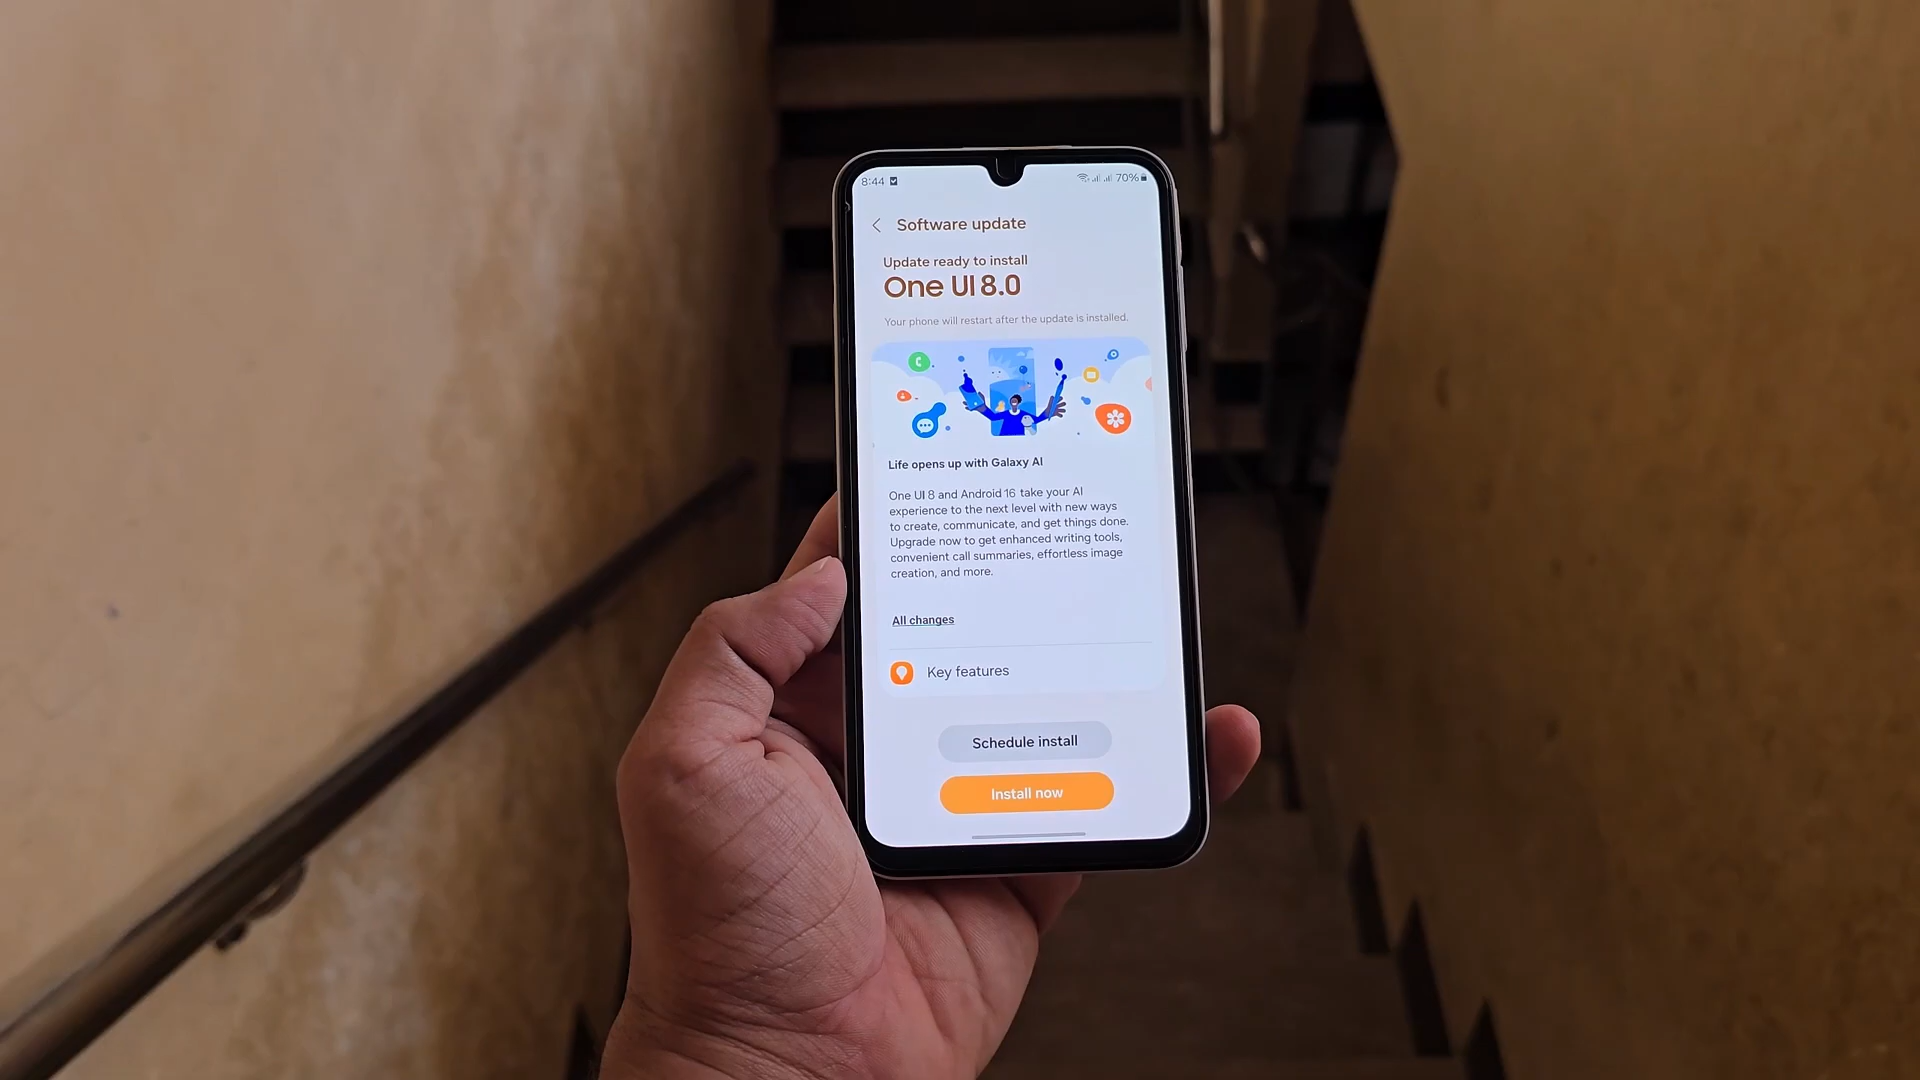 8:44
70%
Software update
Update ready to install
One UI 8.0
Your phone will restart after the update is installed.
Life opens up with Galaxy AI
One UI 8 and Android 16 take your AI
experience to the next level with new ways
to create, communicate, and get things done.
Upgrade now to get enhanced writing tools,
convenient call summaries, effortless image
creation, and more.
All changes
Key features
Schedule install
Install now